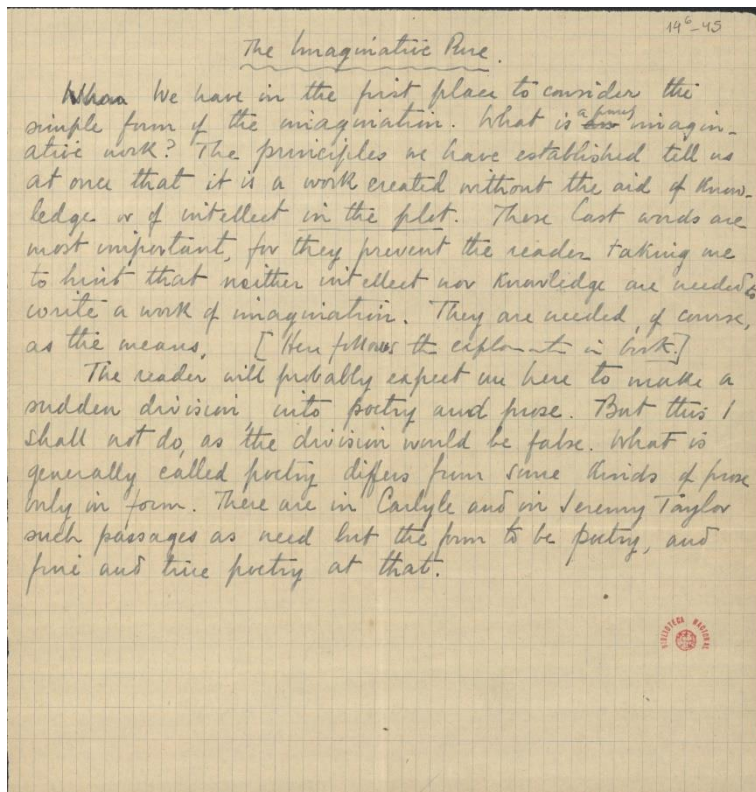 14⁶-45
The Imaginative Pure.
We have in the first place to consider the
simple form of the imagination. What is a purely imagin-
ative work? The principles we have established tell us
at once that it is a work created without the aid of know-
ledge or of intellect in the plot. These last words are
most important, for they prevent the reader taking me
to hint that neither intellect nor knowledge are needed to
write a work of imagination. They are needed, of course,
as the means. [Here follows the in book.]
The reader will probably expect me here to make a
sudden division, into poetry and prose. But this I
shall not do, as the division would be false. What is
generally called poetry differs from some kinds of prose
only in form. There are in Carlyle and in Jeremy Taylor
such passages as need but the form to be poetry, and
fine and true poetry at that.
BIBLIOTECA NACIONAL